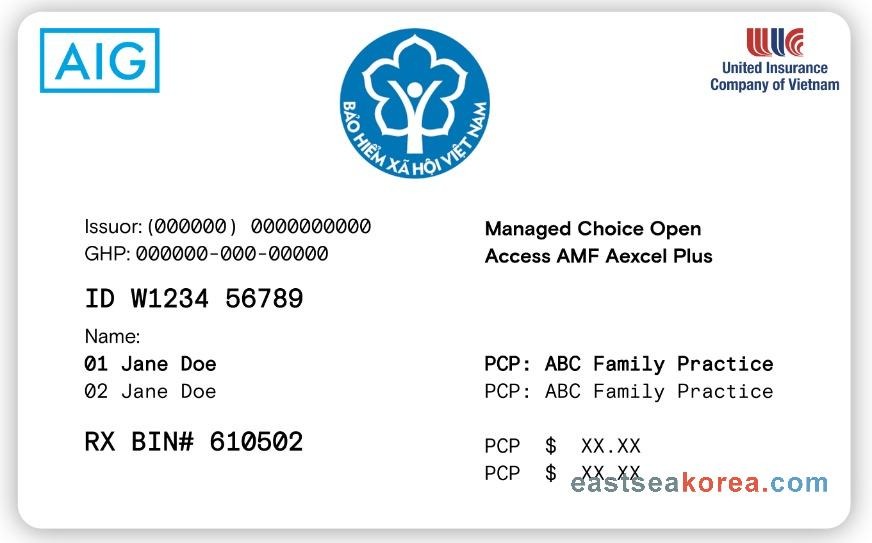 AIG
BẢO HIỂM XÃ HỘI VIỆT NAM
UIC
United Insurance
Company of Vietnam
Issuor: (000000) 0000000000
GHP: 000000-000-00000
Managed Choice Open
Access AMF Aexcel Plus
ID W1234 56789
Name:
01 Jane Doe
PCP: ABC Family Practice
02 Jane Doe
PCP: ABC Family Practice
RX BIN# 610502
PCP $ XX.XX
PCP $ XX.XX
eastseakorea.com